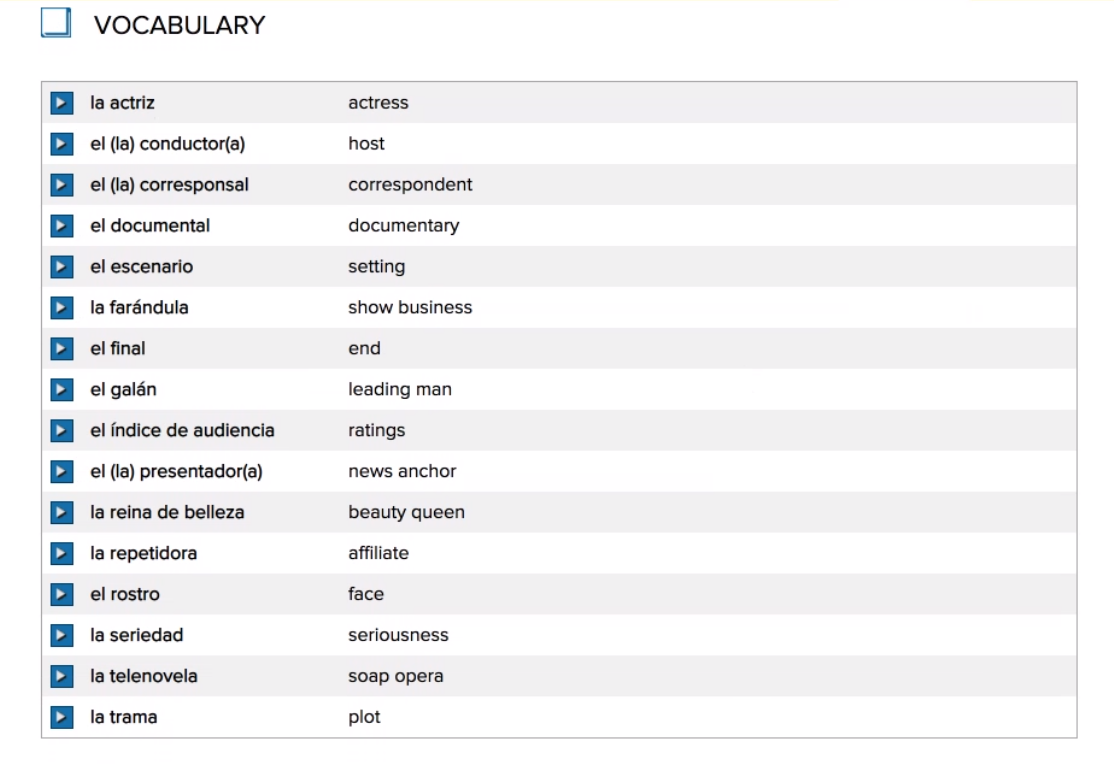 VOCABULARY
la actriz actress
el (la) conductor(a) host
el (la) corresponsal correspondent
el documental documentary
el escenario setting
la farándula show business
el final end
el galán leading man
el índice de audiencia ratings
el (la) presentador(a) news anchor
la reina de belleza beauty queen
la repetidora affiliate
el rostro face
la seriedad seriousness
la telenovela soap opera
la trama plot